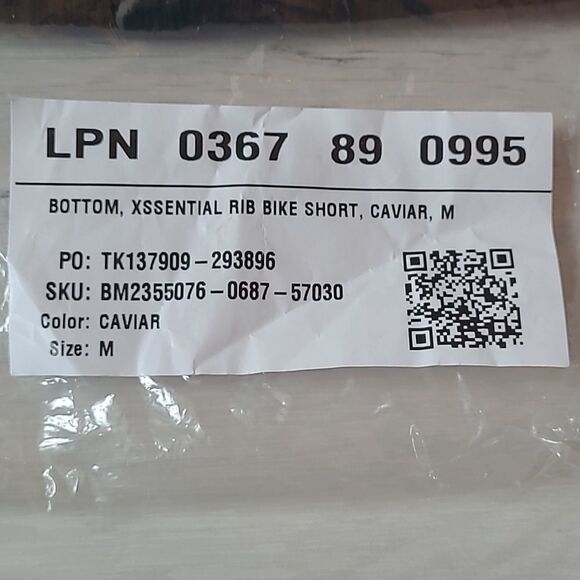 LPN 0367 89 0995
BOTTOM, XSSENTIAL RIB BIKE SHORT, CAVIAR, M
PO: TK137909-293896
SKU: BM2355076-0687-57030
Color: CAVIAR
Size: M